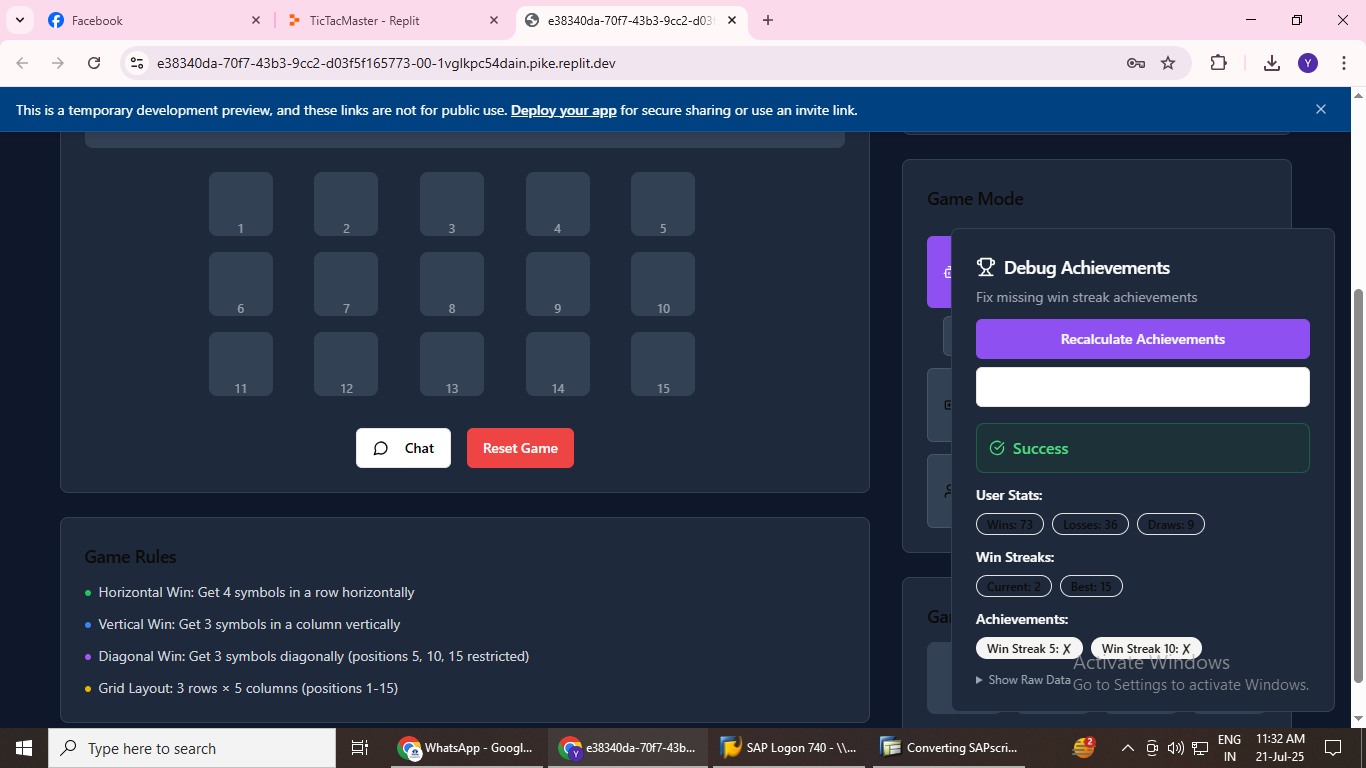 Facebook
TicTacMaster - Replit
e38340da-70f7-43b3-9cc2-d03
e38340da-70f7-43b3-9cc2-d03f5f165773-00-1vglkpc54dain.pike.replit.dev
Y
This is a temporary development preview, and these links are not for public use. Deploy your app for secure sharing or use an invite link.
1 2 3 4 5
6 7 8 9 10
11 12 13 14 15
Chat
Reset Game
Game Rules
Horizontal Win: Get 4 symbols in a row horizontally
Vertical Win: Get 3 symbols in a column vertically
Diagonal Win: Get 3 symbols diagonally (positions 5, 10, 15 restricted)
Grid Layout: 3 rows × 5 columns (positions 1-15)
Game Mode
Debug Achievements
Fix missing win streak achievements
Recalculate Achievements
Success
User Stats:
Wins: 73 Losses: 36 Draws: 9
Win Streaks:
Current: 2 Best: 15
Achievements:
Win Streak 5: ✗ Win Streak 10: ✗
Show Raw Data
Activate Windows
Go to Settings to activate Windows.
Type here to search
WhatsApp - Googl...
e38340da-70f7-43b...
SAP Logon 740 - \\...
Converting SAPscri...
2
ENG
IN
11:32 AM
21-Jul-25